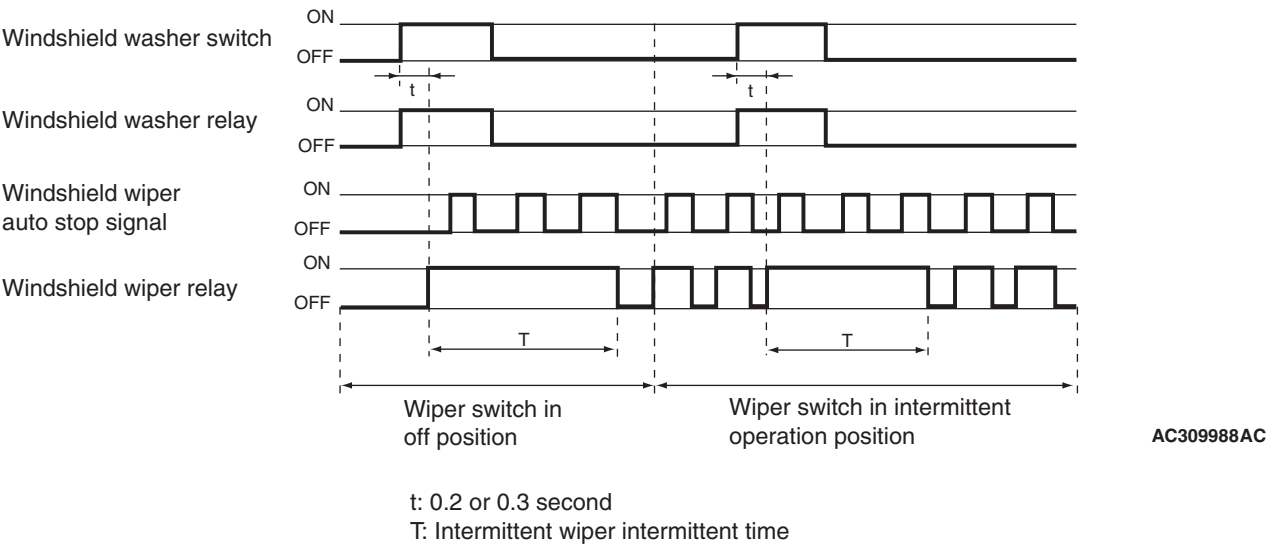 ON
Windshield washer switch
OFF
t
t
ON
Windshield washer relay
OFF
Windshield wiper
auto stop signal
ON
OFF
ON
Windshield wiper relay
OFF
T
T
Wiper switch in
off position
Wiper switch in intermittent
operation position
AC309988AC
t: 0.2 or 0.3 second
T: Intermittent wiper intermittent time